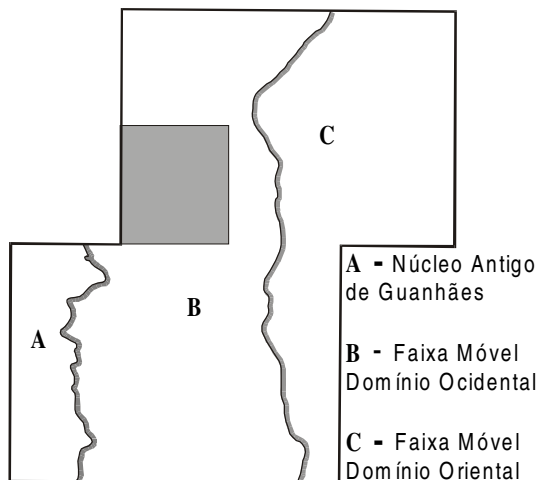 C
B
A
A - Núcleo Antigo
de Guanhães
B - Faixa Móvel
Domínio Ocidental
C - Faixa Móvel
Domínio Oriental